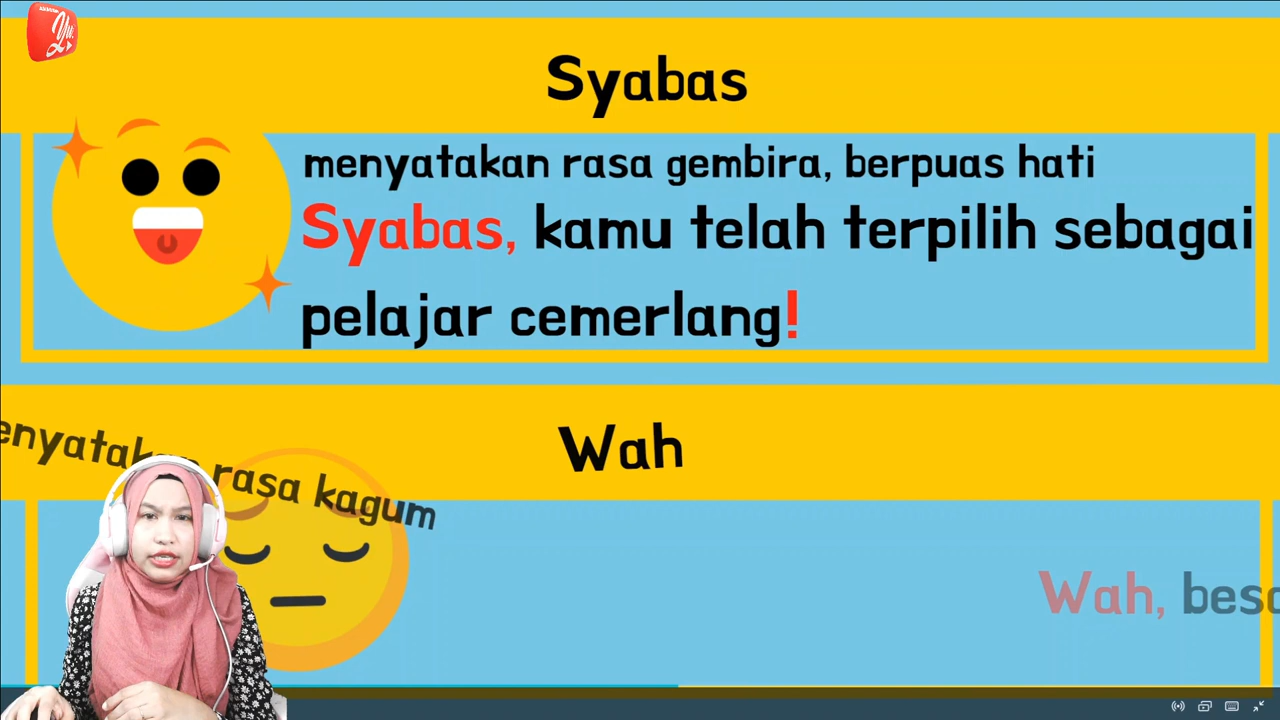 Syabas
menyatakan rasa gembira, berpuas hati
Syabas, kamu telah terpilih sebagai
pelajar cemerlang!
Wah
rasa kagum
Wah,